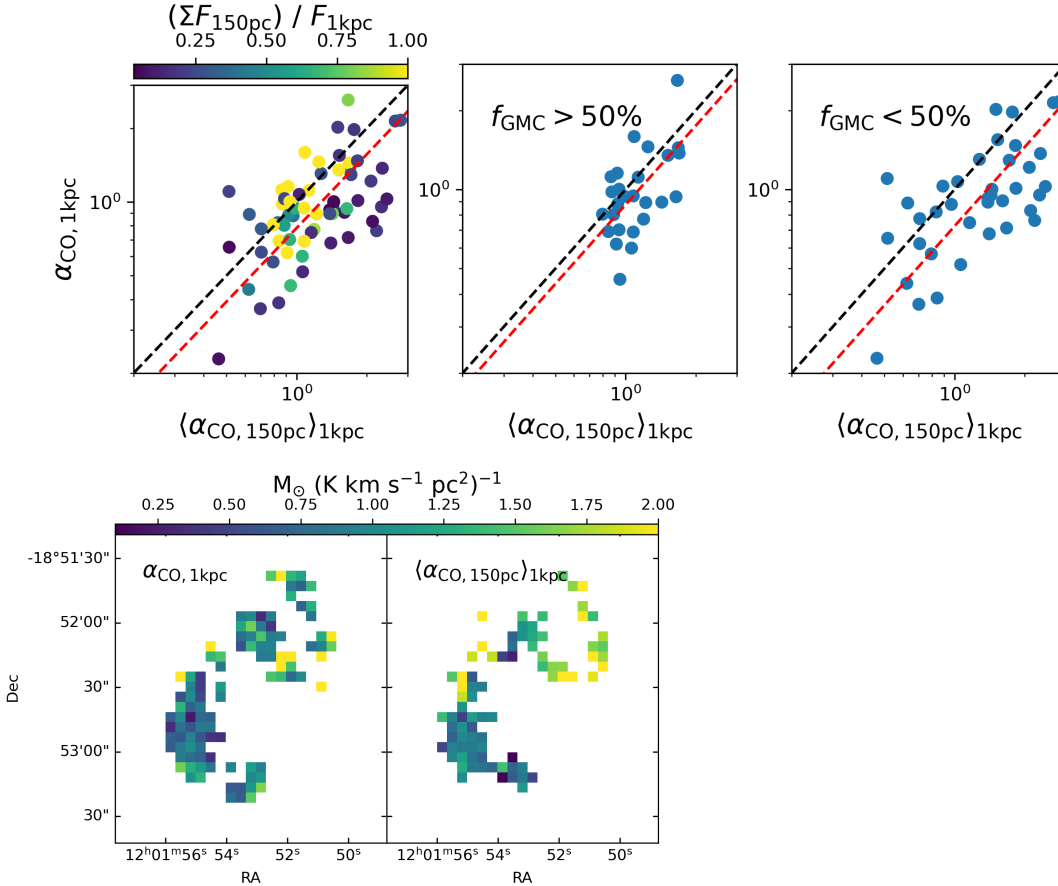 (ΣF150pc) / F1kpc
0.25 0.50 0.75 1.00
αCO, 1kpc
10⁰
10⁰
⟨αCO, 150pc⟩1kpc
fGMC > 50%
10⁰
10⁰
⟨αCO, 150pc⟩1kpc
fGMC < 50%
10⁰
10⁰
⟨αCO, 150pc⟩1kpc
M⊙ (K km s⁻¹ pc²)⁻¹
0.25 0.50 0.75 1.00 1.25 1.50 1.75 2.00
αCO, 1kpc
⟨αCO, 150pc⟩1kpc
-18°51'30"
52'00"
30"
53'00"
30"
Dec
12ʰ01ᵐ56ˢ 54ˢ 52ˢ 50ˢ
RA
12ʰ01ᵐ56ˢ 54ˢ 52ˢ 50ˢ
RA